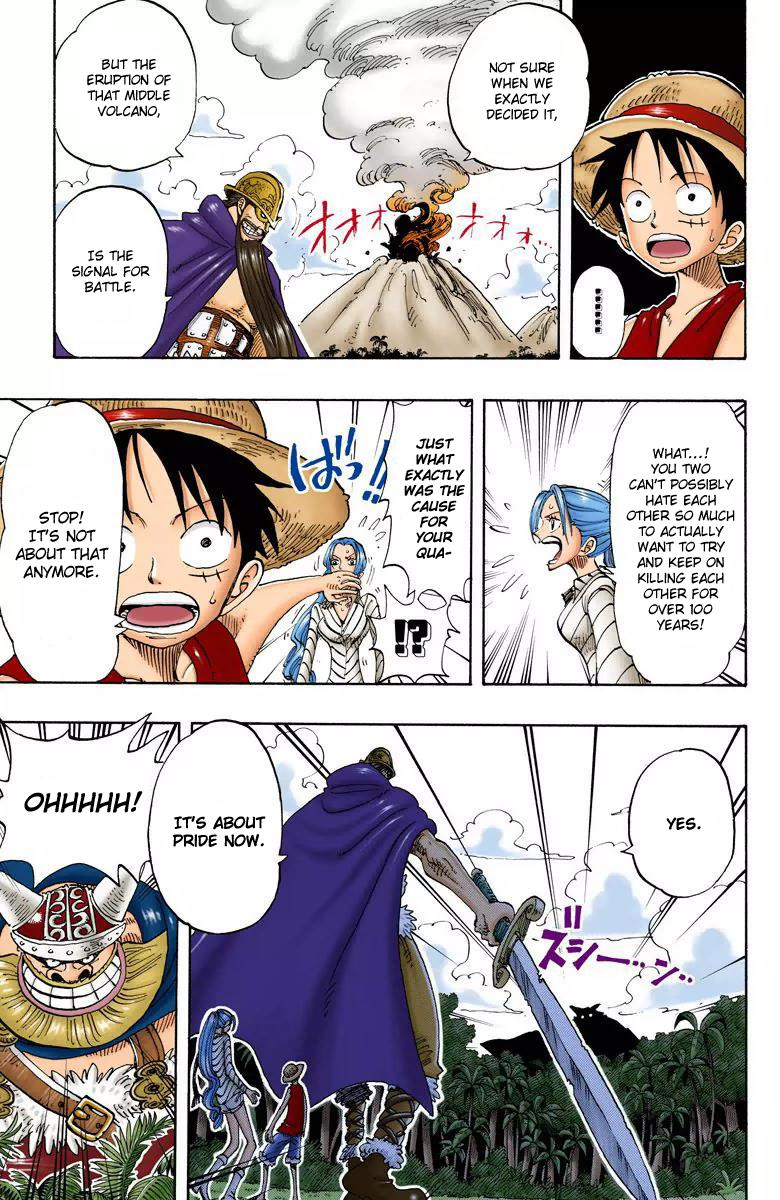 NOT SURE
WHEN WE
EXACTLY
DECIDED IT,
BUT THE
ERUPTION OF
THAT MIDDLE
VOLCANO,
IS THE
SIGNAL FOR
BATTLE.
オオオオオオ...
......
WHAT...!
YOU TWO
CAN'T POSSIBLY
HATE EACH
OTHER SO MUCH
TO ACTUALLY
WANT TO TRY
AND KEEP ON
KILLING EACH
OTHER FOR
OVER 100
YEARS!
JUST
WHAT
EXACTLY
WAS THE
CAUSE
FOR
YOUR
QUA-
ばっ!!
!?
STOP!
IT'S NOT
ABOUT THAT
ANYMORE.
YES.
IT'S ABOUT
PRIDE NOW.
ズシーン...
OHHHHH!